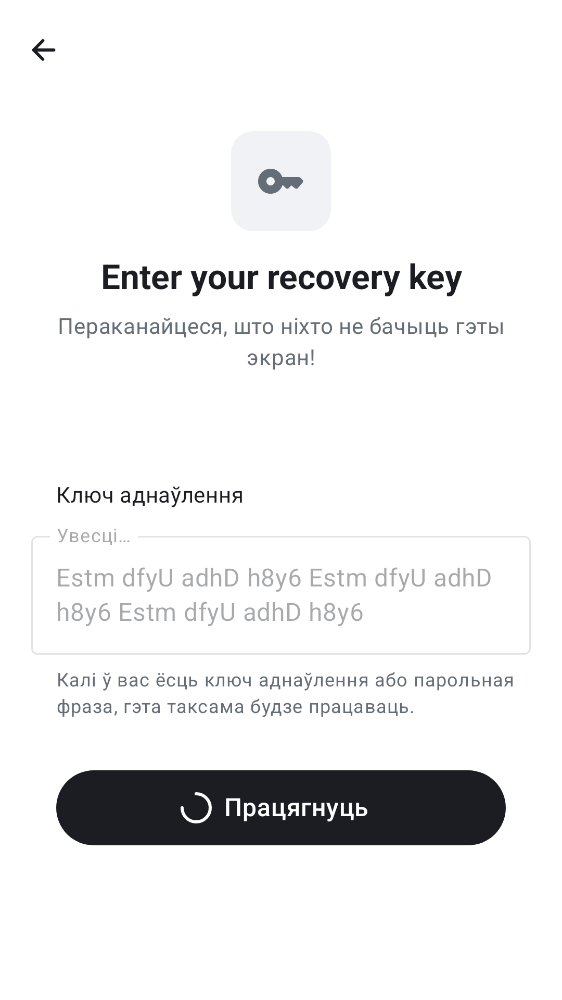 Enter your recovery key
Пераканайцеся, што ніхто не бачыць гэты
экран!
Ключ аднаўлення
Увесці...
Estm dfyU adhD h8y6 Estm dfyU adhD
h8y6 Estm dfyU adhD h8y6
Калі ў вас ёсць ключ аднаўлення або парольная
фраза, гэта таксама будзе працаваць.
Працягнуць